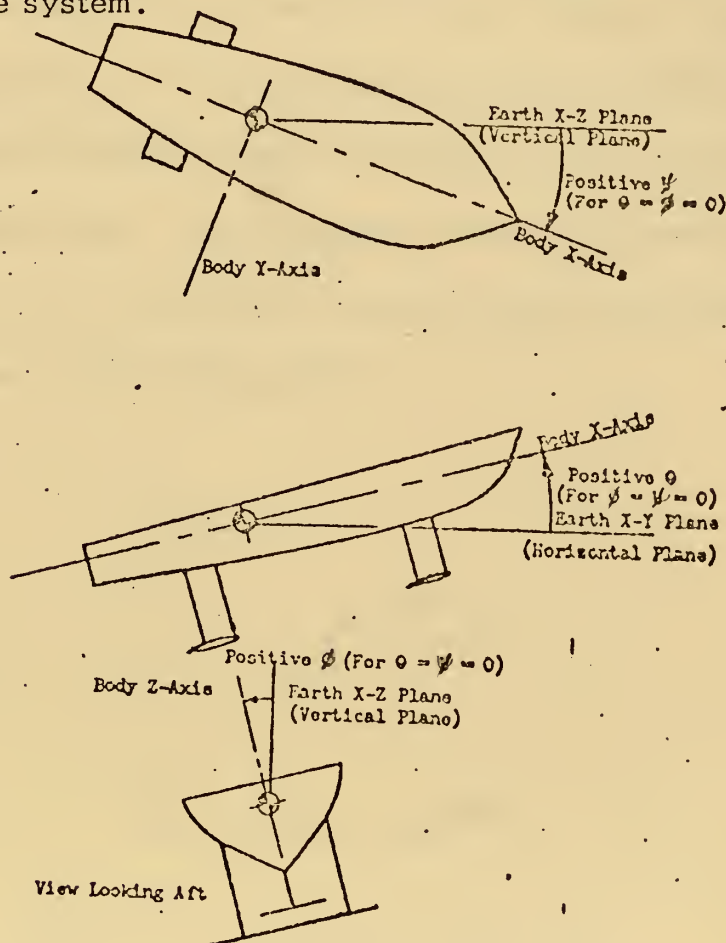 e system.
Earth X-Z Plane
(Vertical Plane)
Positive ψ
(For θ = ϕ = 0)
Body X-Axis
Body Y-Axis
Body X-Axis
Positive θ
(For ϕ = ψ = 0)
Earth X-Y Plane
(Horizontal Plane)
Positive ϕ (For θ = ψ = 0)
Body Z-Axis
Earth X-Z Plane
(Vertical Plane)
View Looking Aft